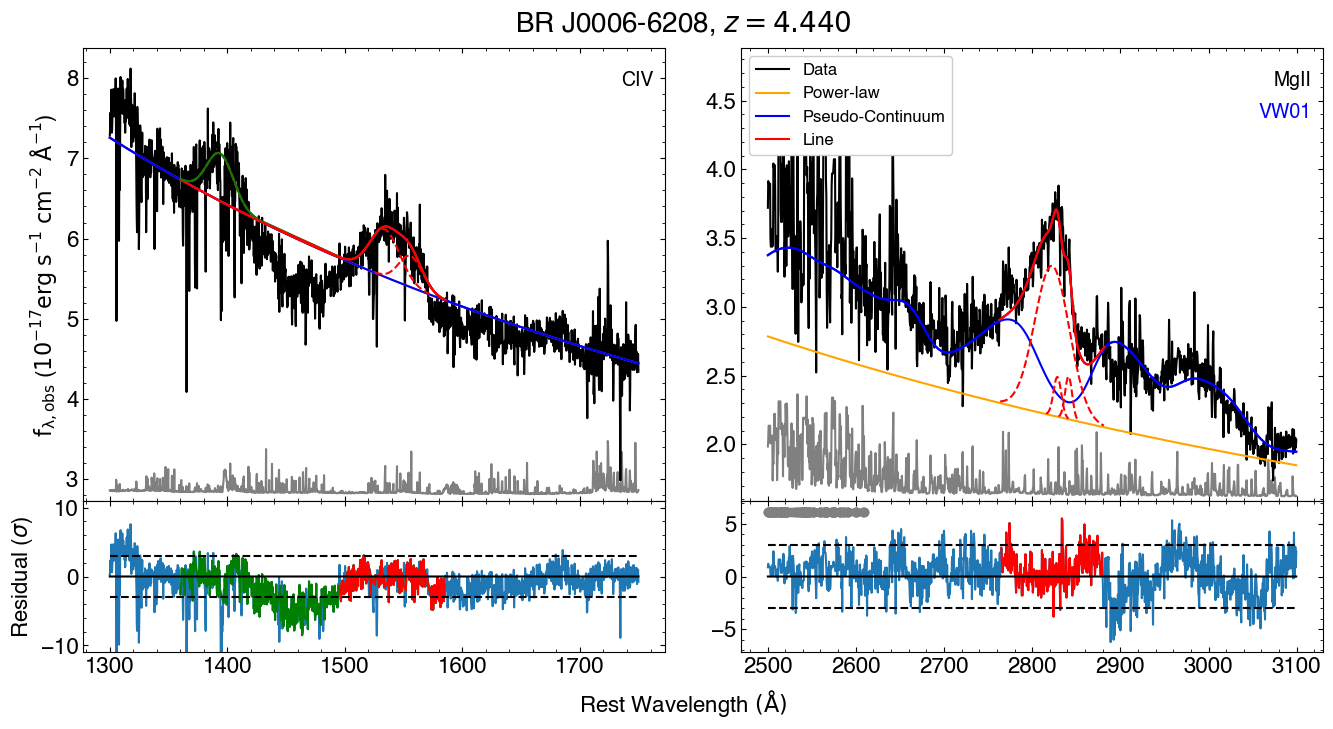 BR J0006-6208, z = 4.440
CIV
8
7
6
5
4
3
f_λ, obs (10⁻¹⁷erg s⁻¹ cm⁻² Å⁻¹)
Data
Power-law
Pseudo-Continuum
Line
MgII
VW01
4.5
4.0
3.5
3.0
2.5
2.0
10
0
−10
Residual (σ)
5
0
−5
1300 1400 1500 1600 1700
2500 2600 2700 2800 2900 3000 3100
Rest Wavelength (Å)